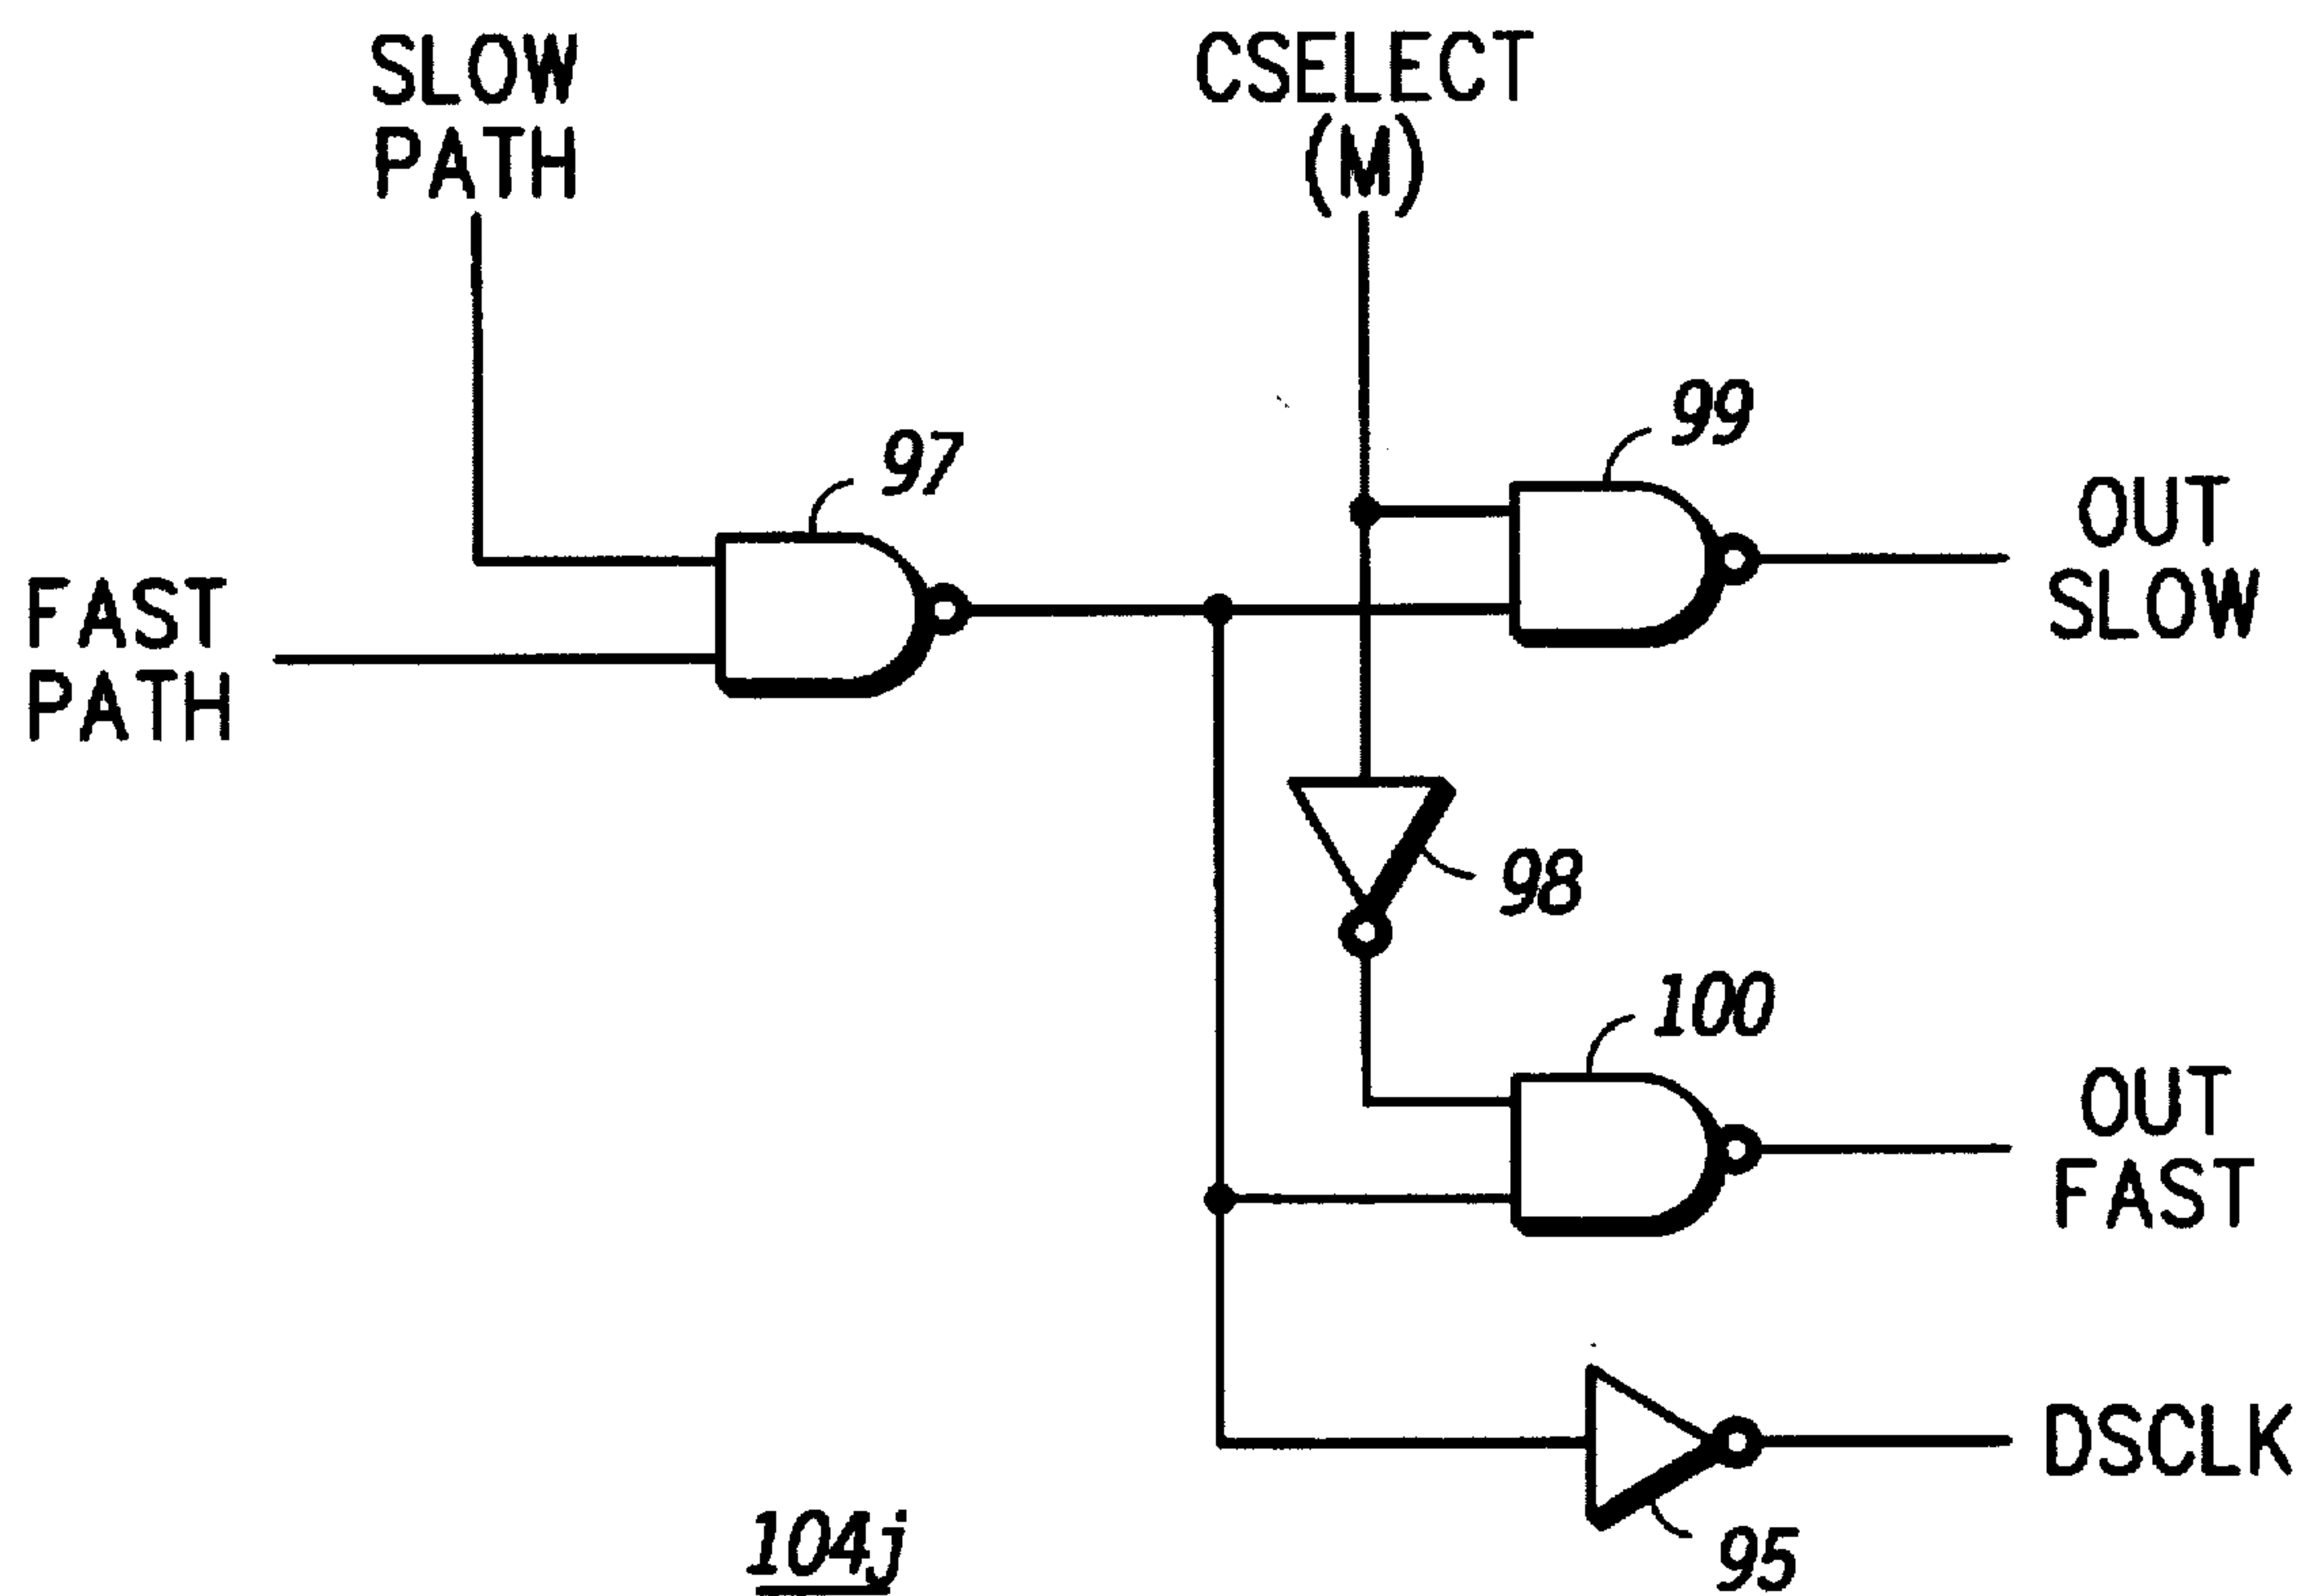 SLOW
PATH
CSELECT
(M)
97
99
FAST
PATH
OUT
SLOW
98
100
OUT
FAST
DSCLK
95
104j